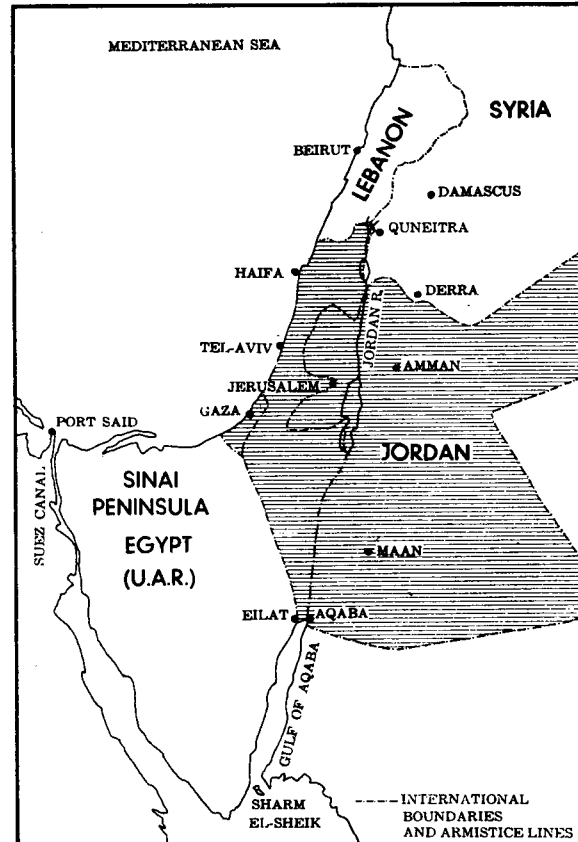 MEDITERRANEAN SEA
SYRIA
BEIRUT
LEBANON
DAMASCUS
QUNEITRA
HAIFA
DERRA
JORDAN R.
TEL-AVIV
AMMAN
JERUSALEM
GAZA
PORT SAID
JORDAN
SUEZ CANAL
SINAI
PENINSULA
EGYPT
(U.A.R.)
MAAN
EILAT
AQABA
GULF OF AQABA
SHARM
EL-SHEIK
INTERNATIONAL
BOUNDARIES
AND ARMISTICE LINES